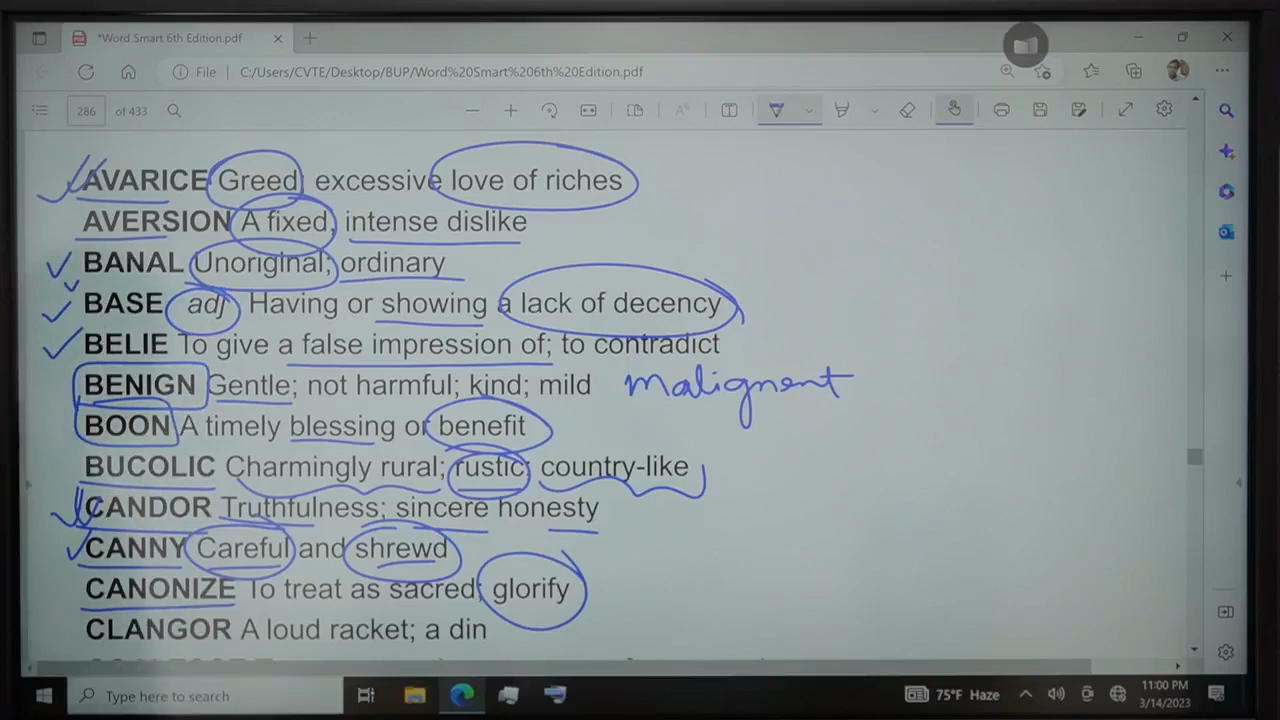 *Word Smart 6th Edition.pdf
File C:/Users/CVTE/Desktop/BUP/Word%20Smart%206th%20Edition.pdf
286 of 433
AVARICE Greed, excessive love of riches
AVERSION A fixed, intense dislike
BANAL Unoriginal; ordinary
BASE adj Having or showing a lack of decency
BELIE To give a false impression of; to contradict
BENIGN Gentle; not harmful; kind; mild malignent
BOON A timely blessing or benefit
BUCOLIC Charmingly rural; rustic; country-like
CANDOR Truthfulness; sincere honesty
CANNY Careful and shrewd
CANONIZE To treat as sacred; glorify
CLANGOR A loud racket; a din
Type here to search
75°F Haze
11:00 PM
3/14/2023